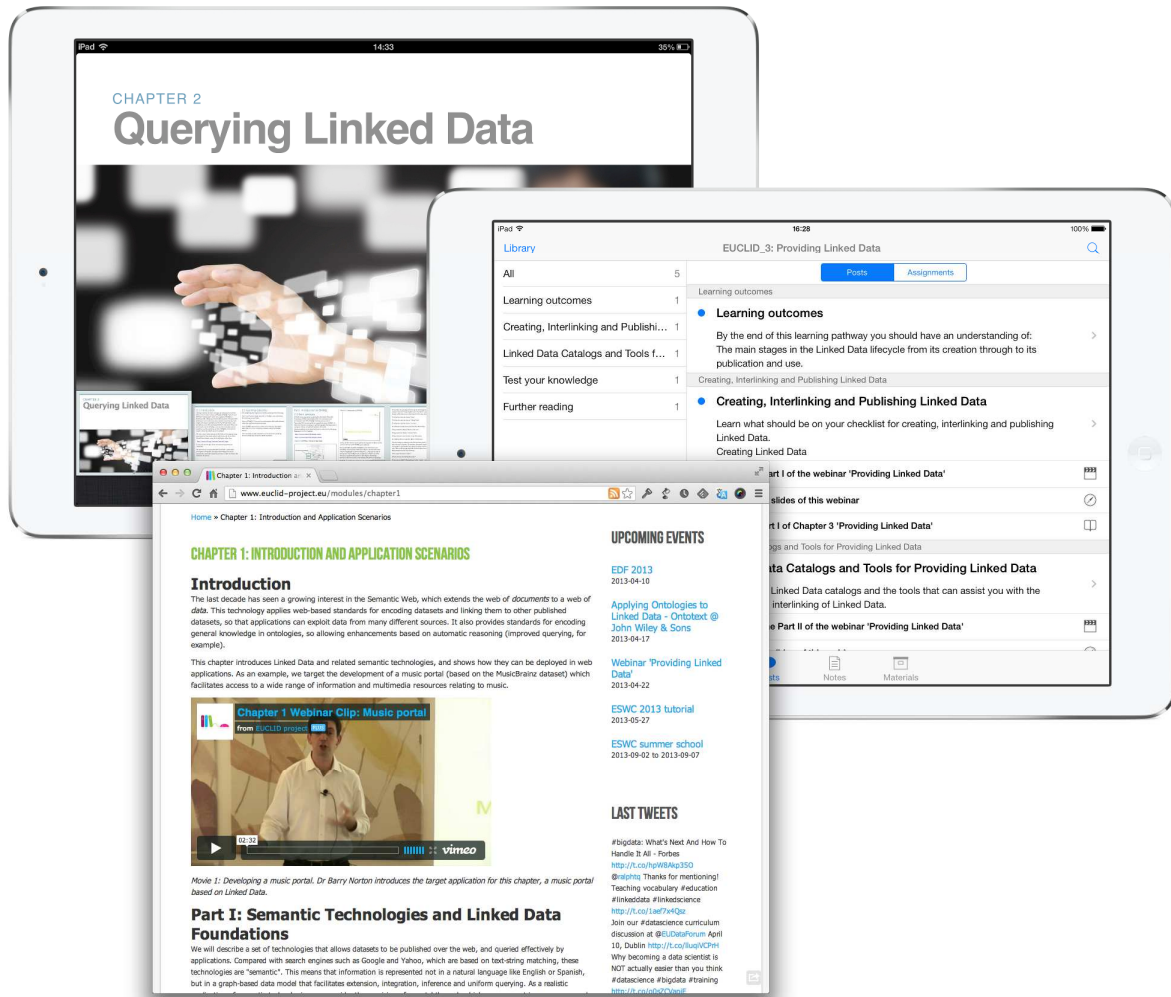 iPad 14:33 35%
CHAPTER 2
Querying Linked Data
CHAPTER 2
Querying Linked Data
iPad 16:28 100%
Library EUCLID_3: Providing Linked Data
All 5
Learning outcomes 1
Creating, Interlinking and Publishi... 1
Linked Data Catalogs and Tools f... 1
Test your knowledge 1
Further reading 1
Posts Assignments
Learning outcomes
Learning outcomes
By the end of this learning pathway you should have an understanding of:
The main stages in the Linked Data lifecycle from its creation through to its
publication and use.
Creating, Interlinking and Publishing Linked Data
Creating, Interlinking and Publishing Linked Data
Learn what should be on your checklist for creating, interlinking and publishing
Linked Data.
Creating Linked Data
art I of the webinar 'Providing Linked Data'
slides of this webinar
rt I of Chapter 3 'Providing Linked Data'
ogs and Tools for Providing Linked Data
ata Catalogs and Tools for Providing Linked Data
Linked Data catalogs and the tools that can assist you with the
interlinking of Linked Data.
e Part II of the webinar 'Providing Linked Data'
sts Notes Materials
Chapter 1: Introduction an
www.euclid-project.eu/modules/chapter1
Home » Chapter 1: Introduction and Application Scenarios
CHAPTER 1: INTRODUCTION AND APPLICATION SCENARIOS
Introduction
The last decade has seen a growing interest in the Semantic Web, which extends the web of documents to a web of
data. This technology applies web-based standards for encoding datasets and linking them to other published
datasets, so that applications can exploit data from many different sources. It also provides standards for encoding
general knowledge in ontologies, so allowing enhancements based on automatic reasoning (improved querying, for
example).
This chapter introduces Linked Data and related semantic technologies, and shows how they can be deployed in web
applications. As an example, we target the development of a music portal (based on the MusicBrainz dataset) which
facilitates access to a wide range of information and multimedia resources relating to music.
Chapter 1 Webinar Clip: Music portal
from EUCLID project
02:32
vimeo
Movie 1: Developing a music portal. Dr Barry Norton introduces the target application for this chapter, a music portal
based on Linked Data.
Part I: Semantic Technologies and Linked Data
Foundations
We will describe a set of technologies that allows datasets to be published over the web, and queried effectively by
applications. Compared with search engines such as Google and Yahoo, which are based on text-string matching, these
technologies are "semantic". This means that information is represented not in a natural language like English or Spanish,
but in a graph-based data model that facilitates extension, integration, inference and uniform querying. As a realistic
UPCOMING EVENTS
EDF 2013
2013-04-10
Applying Ontologies to
Linked Data - Ontotext @
John Wiley & Sons
2013-04-17
Webinar 'Providing Linked
Data'
2013-04-22
ESWC 2013 tutorial
2013-05-27
ESWC summer school
2013-09-02 to 2013-09-07
LAST TWEETS
#bigdata: What's Next And How To
Handle It All - Forbes
http://t.co/hpW8Akp35O
@ralphtq Thanks for mentioning!
Teaching vocabulary #education
#linkeddata #linkedscience
http://t.co/1aef7x4Qsz
Join our #datascience curriculum
discussion at @EUDataForum April
10, Dublin http://t.co/lluqiVCPrH
Why becoming a data scientist is
NOT actually easier than you think
#datascience #bigdata #training